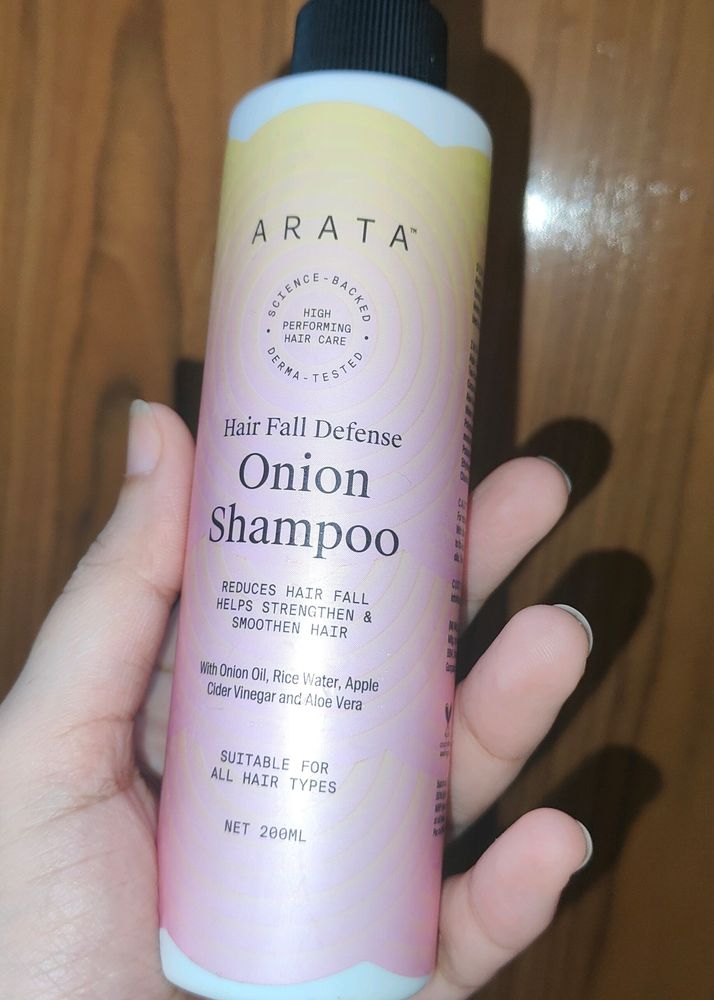 ARATA™
SCIENCE-BACKED
HIGH
PERFORMING
HAIR CARE
DERMA-TESTED
Hair Fall Defense
Onion
Shampoo
REDUCES HAIR FALL
HELPS STRENGTHEN &
SMOOTHEN HAIR
With Onion Oil, Rice Water, Apple
Cider Vinegar and Aloe Vera
SUITABLE FOR
ALL HAIR TYPES
NET 200ML